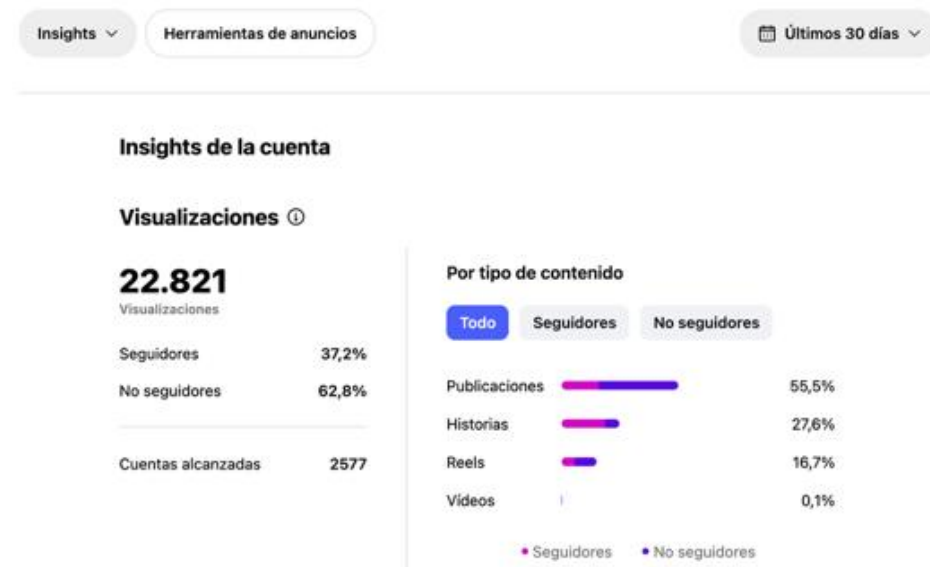 Insights
Herramientas de anuncios
Últimos 30 días
Insights de la cuenta
Visualizaciones
22.821
Visualizaciones
Seguidores 37,2%
No seguidores 62,8%
Cuentas alcanzadas 2577
Por tipo de contenido
Todo Seguidores No seguidores
Publicaciones 55,5%
Historias 27,6%
Reels 16,7%
Vídeos 0,1%
Seguidores No seguidores